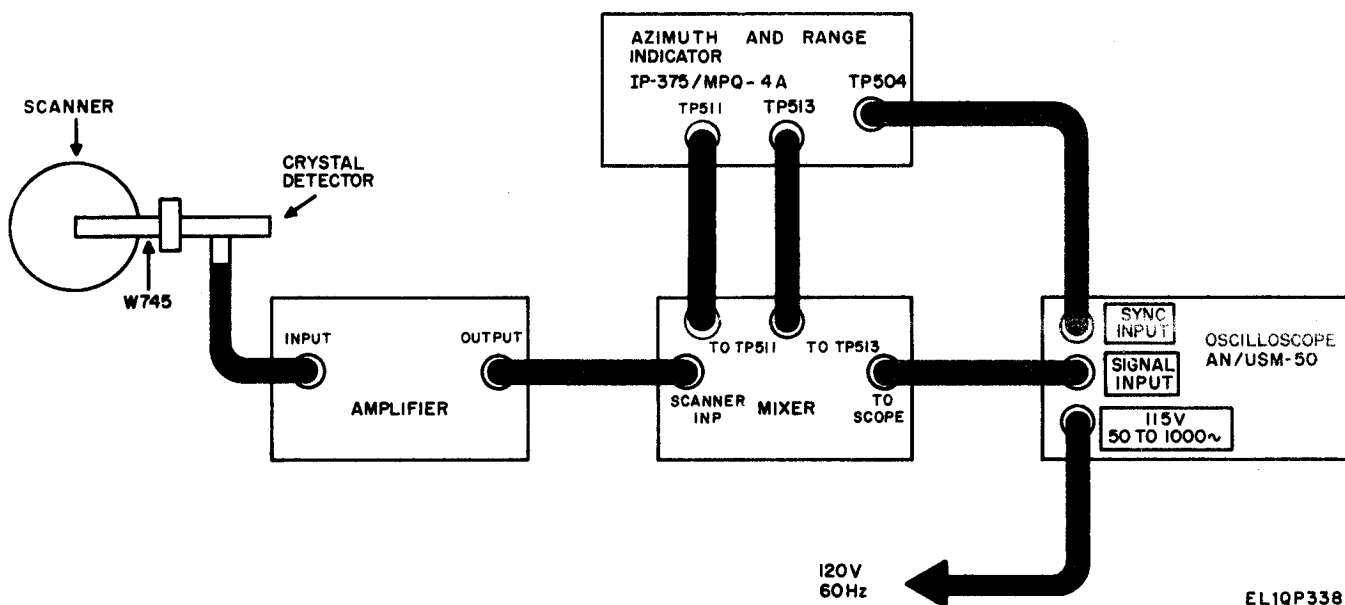 AZIMUTH AND RANGE
INDICATOR
IP-375/MPQ-4A
TP504
TP511
TP513
SCANNER
CRYSTAL
DETECTOR
W745
INPUT
OUTPUT
AMPLIFIER
TO TP511
TO TP513
SCANNER
INP
MIXER
TO
SCOPE
SYNC
INPUT
SIGNAL
INPUT
OSCILLOSCOPE
AN/USM-50
115V
50 TO 1000~
120V
60Hz
EL1QP338